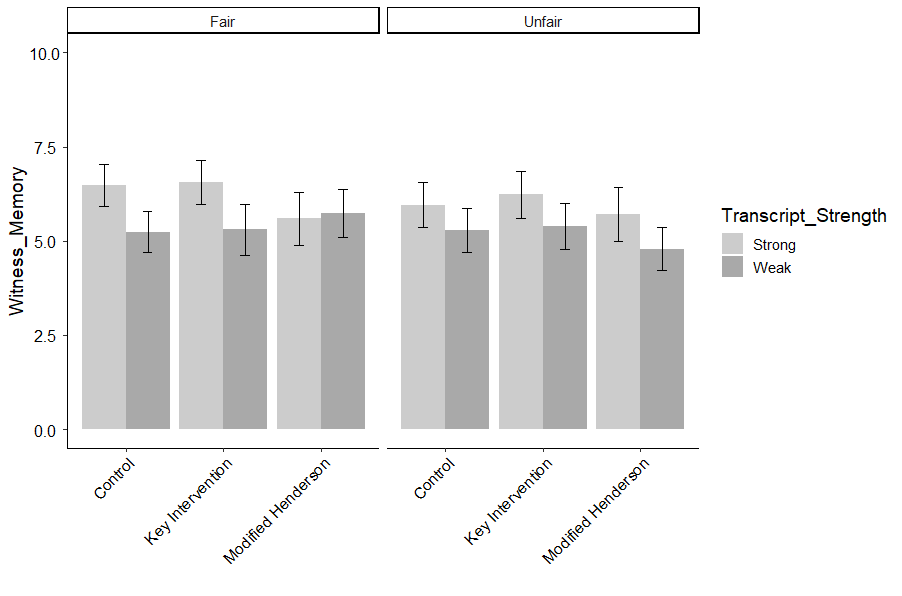 Fair
Unfair
10.0
7.5
5.0
2.5
0.0
Witness_Memory
Control
Key Intervention
Modified Henderson
Control
Key Intervention
Modified Henderson
Transcript_Strength
Strong
Weak